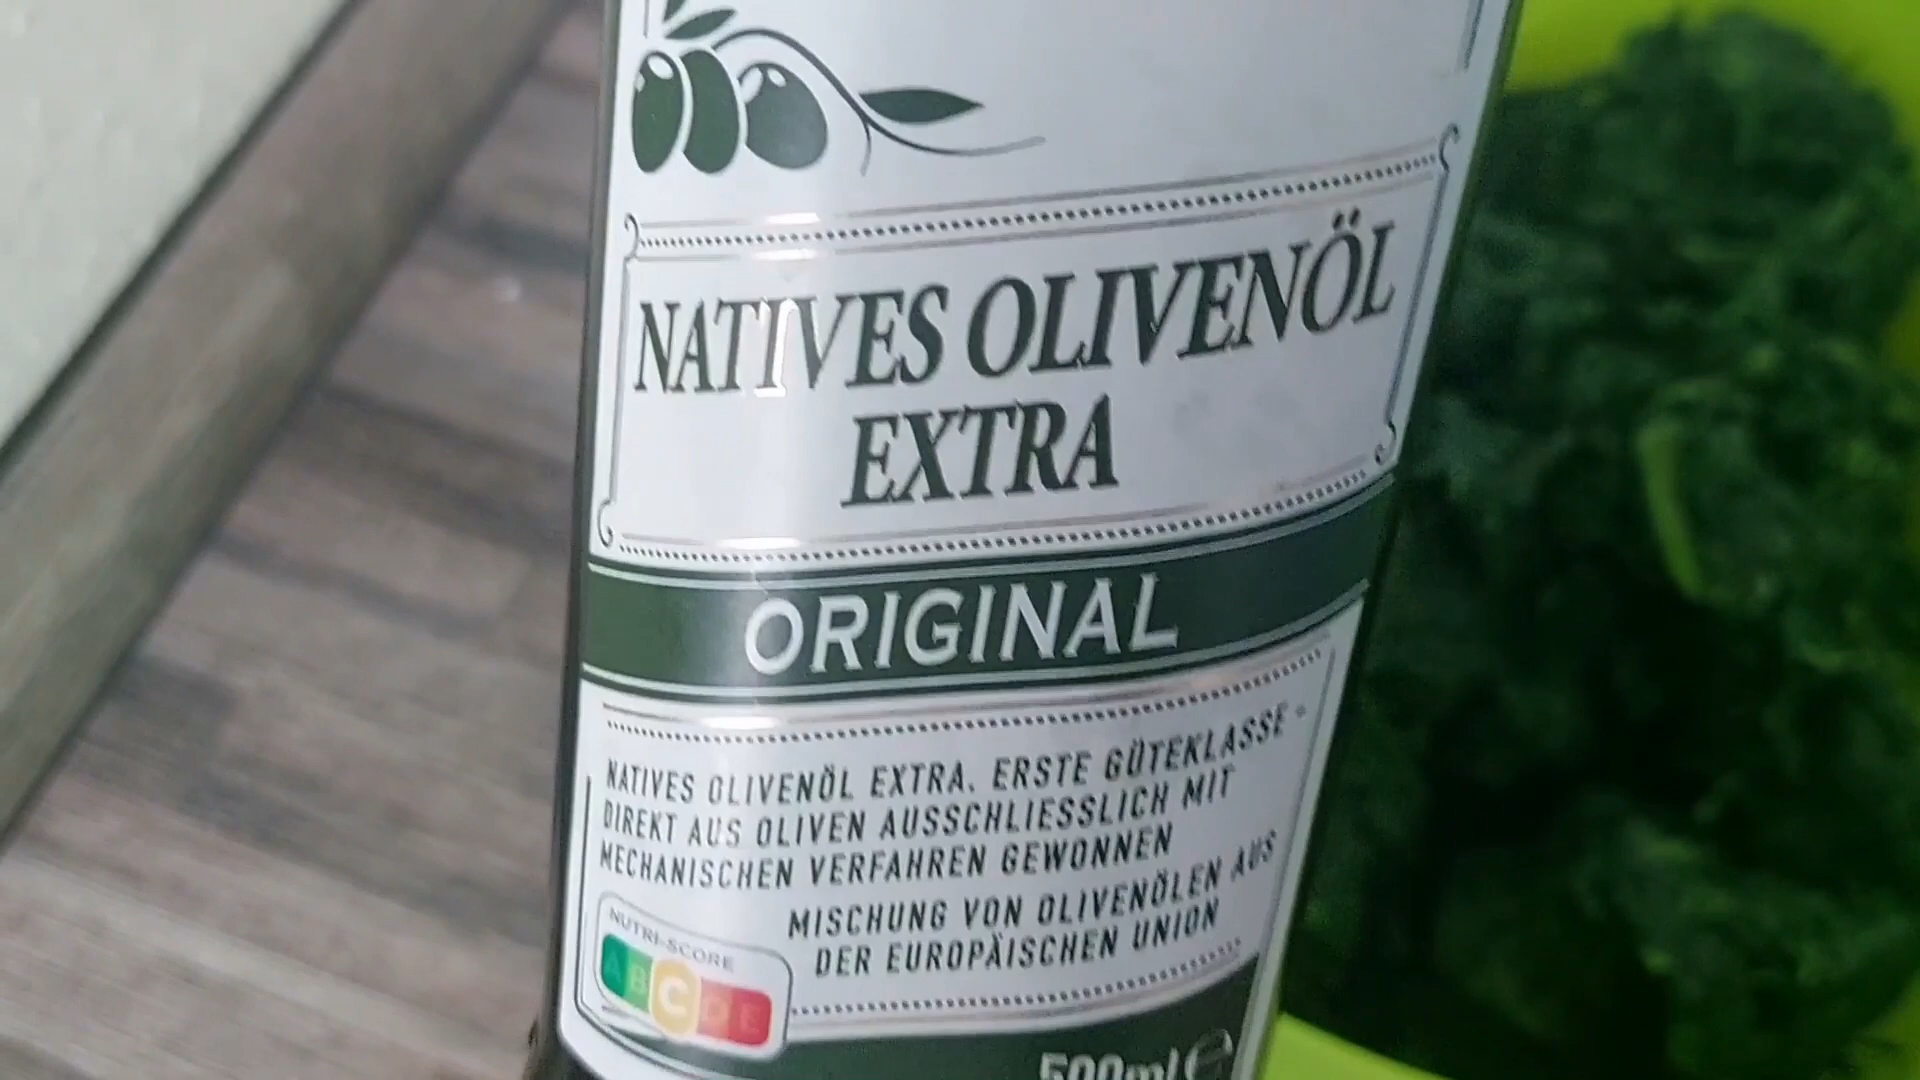 NATIVES OLIVENÖL
EXTRA
ORIGINAL
NATIVES OLIVENÖL EXTRA. ERSTE GÜTEKLASSE -
DIREKT AUS OLIVEN AUSSCHLIESSLICH MIT
MECHANISCHEN VERFAHREN GEWONNEN
MISCHUNG VON OLIVENÖLEN AUS
DER EUROPÄISCHEN UNION
NUTRI-SCORE
A B C D E
500ml e